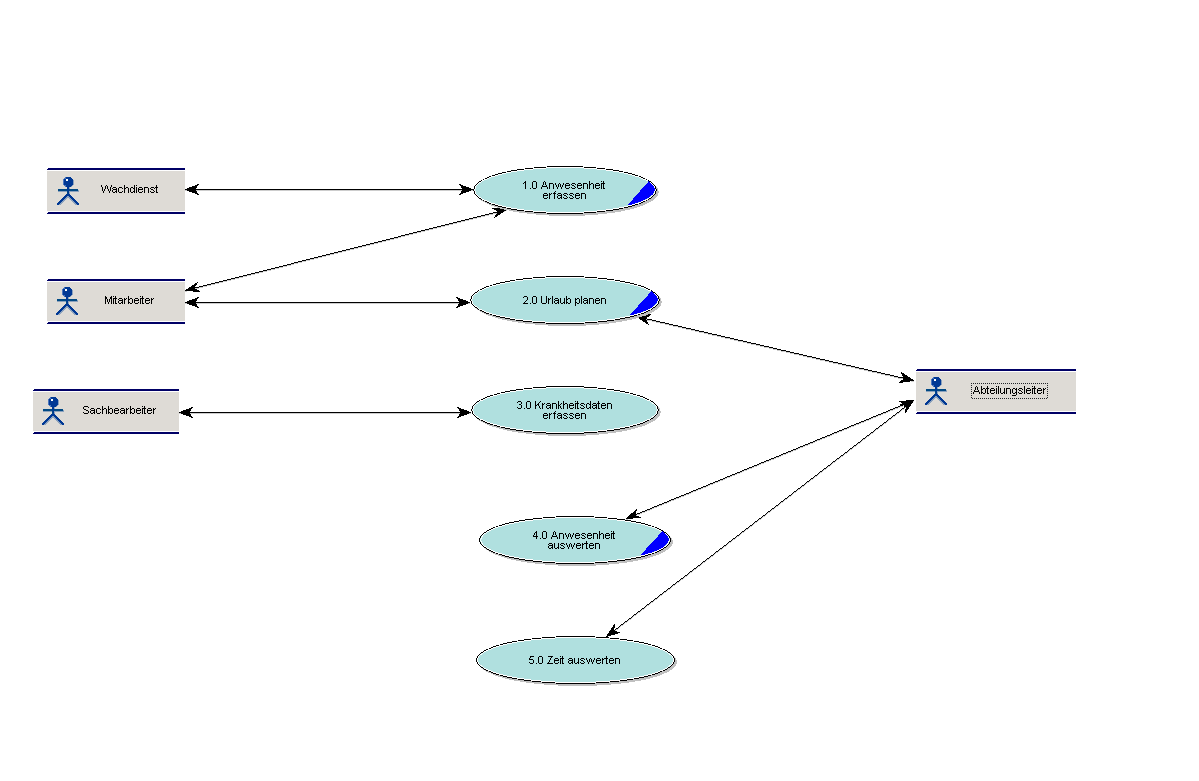 Wachdienst
1.0 Anwesenheit
erfassen
Mitarbeiter
2.0 Urlaub planen
Abteilungsleiter
Sachbearbeiter
3.0 Krankheitsdaten
erfassen
4.0 Anwesenheit
auswerten
5.0 Zeit auswerten